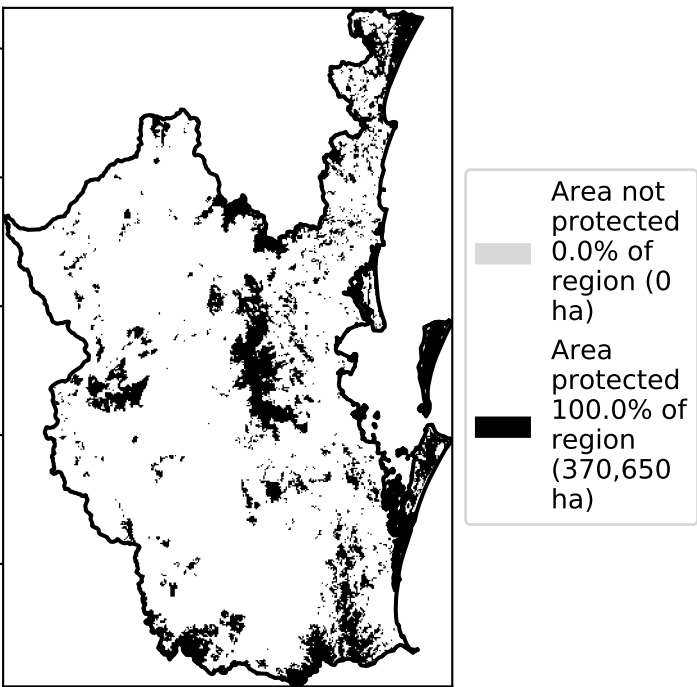 Area not
protected
0.0% of
region (0
ha)
Area
protected
100.0% of
region
(370,650
ha)